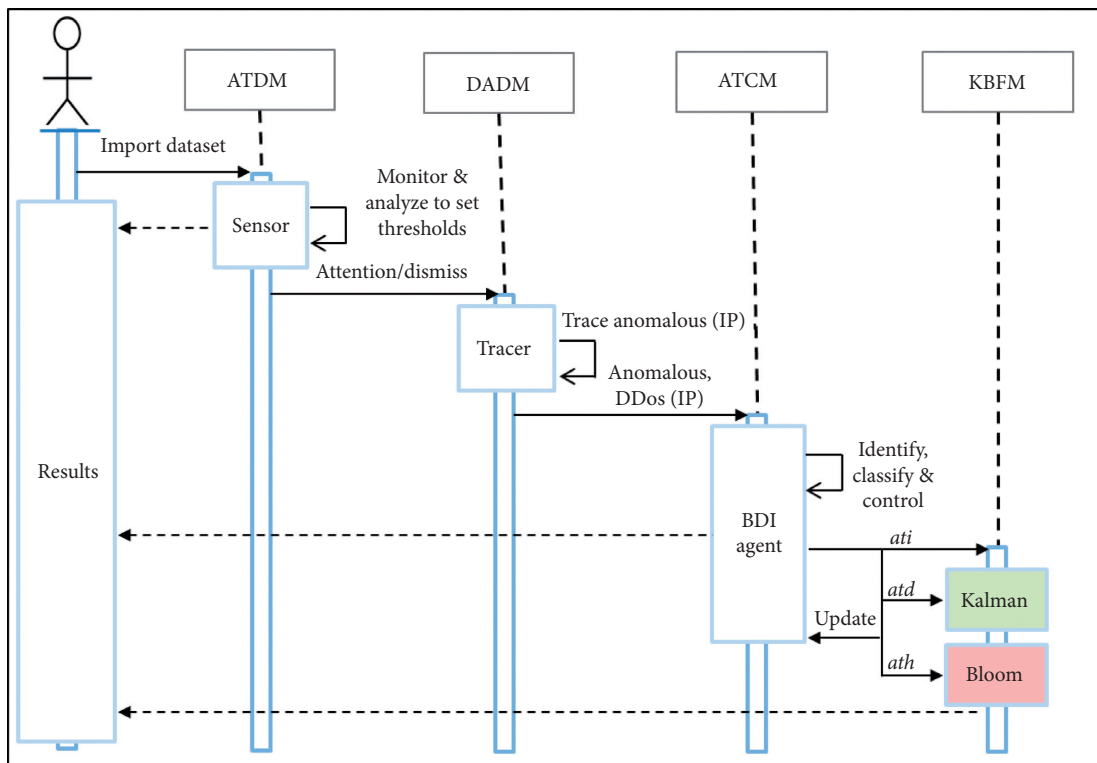 ATDM
DADM
ATCM
KBFM
Import dataset
Monitor &
analyze to set
thresholds
Sensor
Attention/dismiss
Trace anomalous (IP)
Tracer
Anomalous,
DDos (IP)
Identify,
classify &
control
Results
BDI
agent
ati
atd
Kalman
Update
ath
Bloom